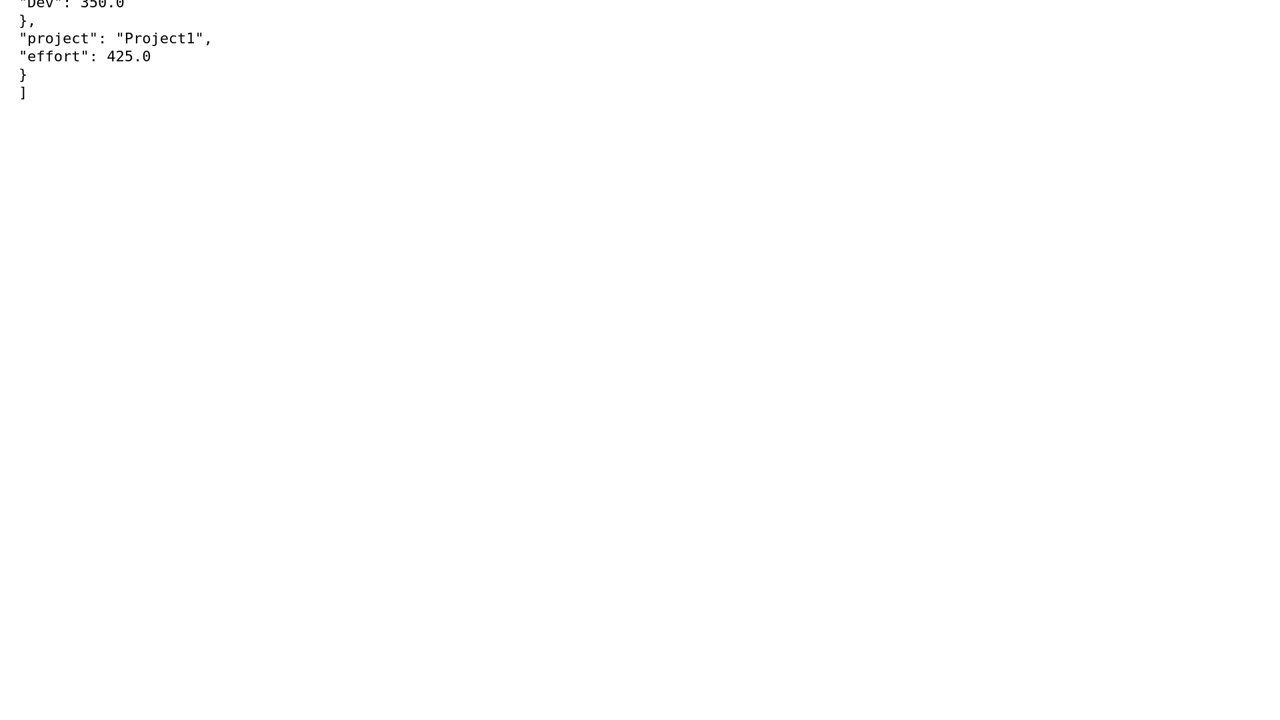 "Dev": 350.0
},
"project": "Project1",
"effort": 425.0
}
]